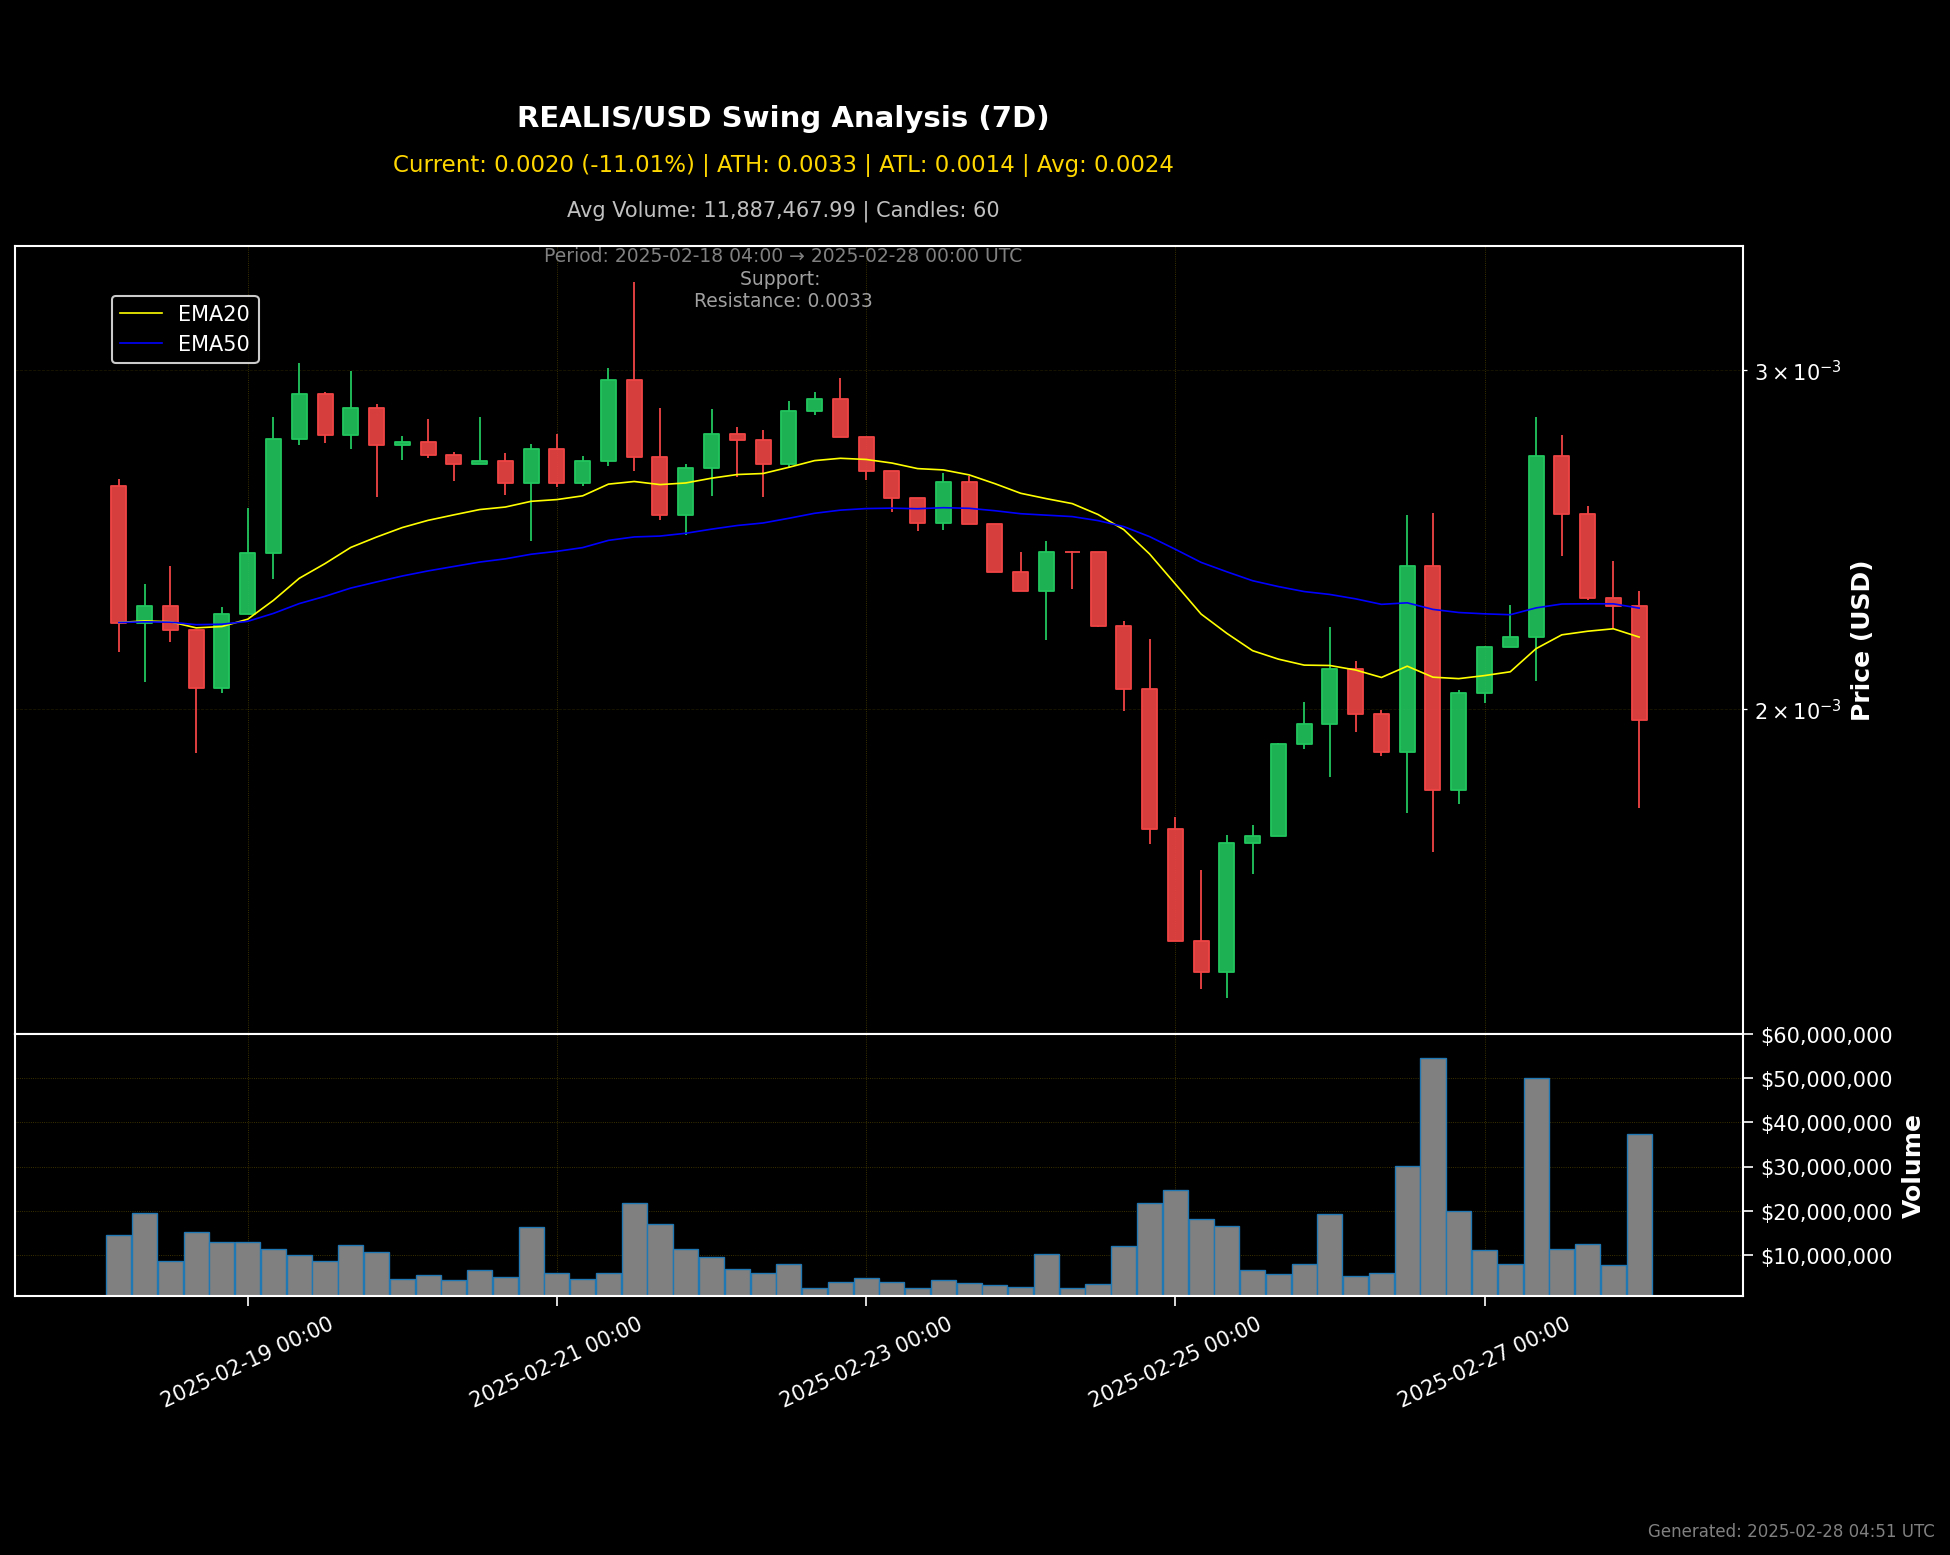 REALIS/USD Swing Analysis (7D)
Current: 0.0020 (-11.01%) | ATH: 0.0033 | ATL: 0.0014 | Avg: 0.0024
Avg Volume: 11,887,467.99 | Candles: 60
Period: 2025-02-18 04:00 → 2025-02-28 00:00 UTC
Support:
Resistance: 0.0033
EMA20
EMA50
3 × 10⁻³
2 × 10⁻³
Price (USD)
$60,000,000
$50,000,000
$40,000,000
$30,000,000
$20,000,000
$10,000,000
Volume
2025-02-19 00:00
2025-02-21 00:00
2025-02-23 00:00
2025-02-25 00:00
2025-02-27 00:00
Generated: 2025-02-28 04:51 UTC